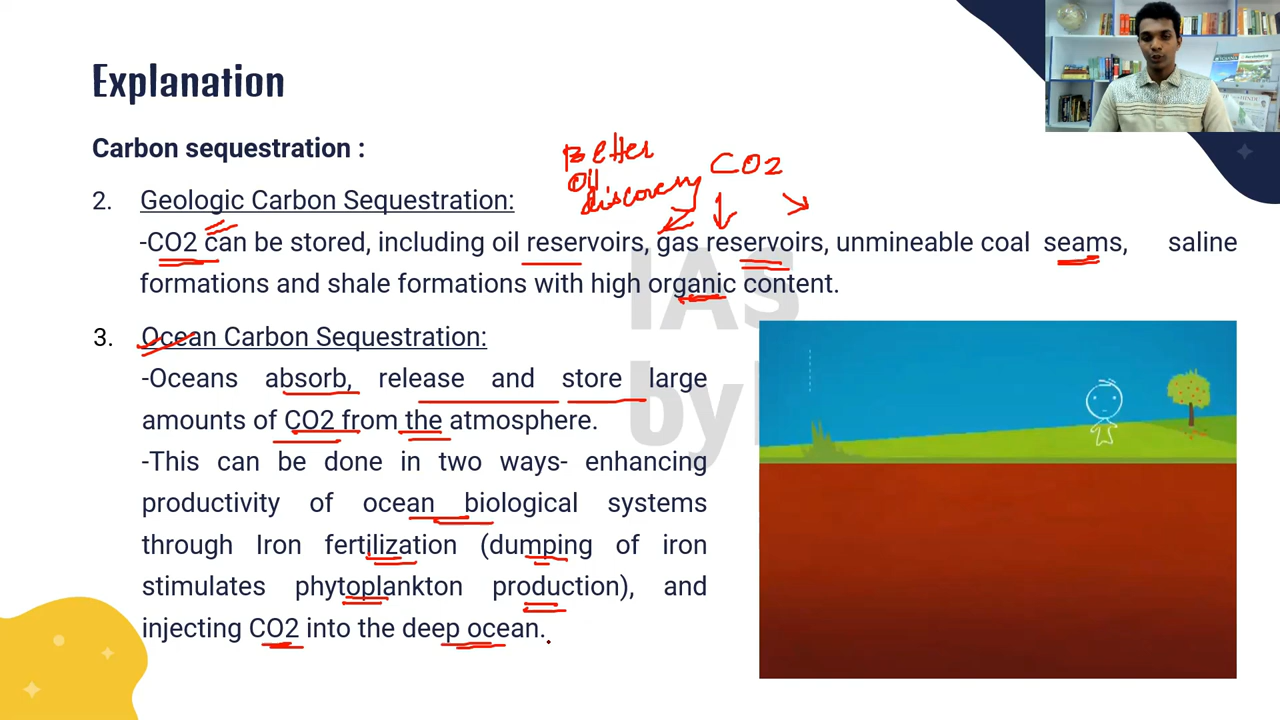 Explanation
Carbon sequestration :
Better
Oil
discovery
CO2
2. Geologic Carbon Sequestration:
-CO2 can be stored, including oil reservoirs, gas reservoirs, unmineable coal seams, saline
formations and shale formations with high organic content.
3. Ocean Carbon Sequestration:
-Oceans absorb, release and store large
amounts of CO2 from the atmosphere.
-This can be done in two ways- enhancing
productivity of ocean biological systems
through Iron fertilization (dumping of iron
stimulates phytoplankton production), and
injecting CO2 into the deep ocean.
IAS
by